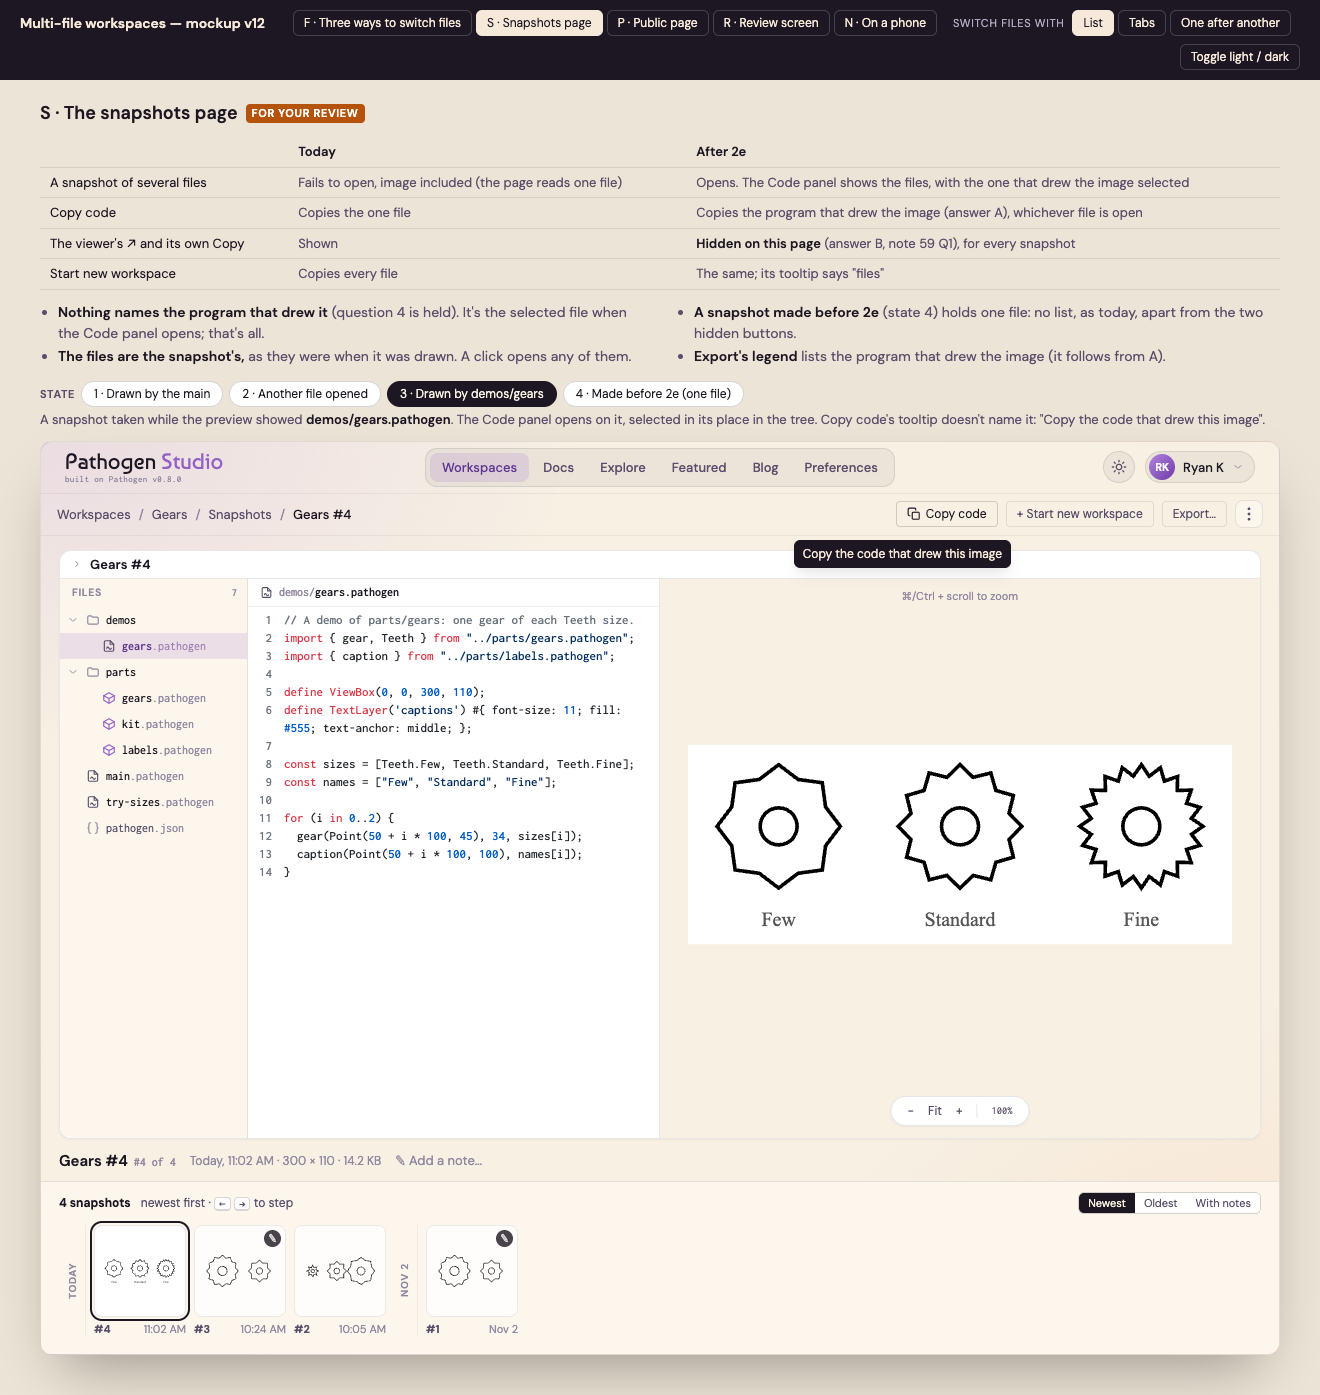 Multi-file workspaces — mockup v12
F · Three ways to switch files
S · Snapshots page
P · Public page
R · Review screen
N · On a phone
SWITCH FILES WITH
List
Tabs
One after another
Toggle light / dark
S · The snapshots page
FOR YOUR REVIEW
Today
After 2e
A snapshot of several files
Fails to open, image included (the page reads one file)
Opens. The Code panel shows the files, with the one that drew the image selected
Copy code
Copies the one file
Copies the program that drew the image (answer A), whichever file is open
The viewer's ↗ and its own Copy
Shown
Hidden on this page (answer B, note 59 Q1), for every snapshot
Start new workspace
Copies every file
The same; its tooltip says "files"
• Nothing names the program that drew it (question 4 is held). It's the selected file when
the Code panel opens; that's all.
• The files are the snapshot's, as they were when it was drawn. A click opens any of them.
• A snapshot made before 2e (state 4) holds one file: no list, as today, apart from the two
hidden buttons.
• Export's legend lists the program that drew the image (it follows from A).
STATE
1 · Drawn by the main
2 · Another file opened
3 · Drawn by demos/gears
4 · Made before 2e (one file)
A snapshot taken while the preview showed demos/gears.pathogen. The Code panel opens on it, selected in its place in the tree. Copy code's tooltip doesn't name it: "Copy the code that drew this image".
Pathogen Studio
built on Pathogen v0.8.0
Workspaces
Docs
Explore
Featured
Blog
Preferences
RK
Ryan K
Workspaces / Gears / Snapshots / Gears #4
Copy code
+ Start new workspace
Export…
Copy the code that drew this image
Gears #4
FILES
7
demos
gears.pathogen
parts
gears.pathogen
kit.pathogen
labels.pathogen
main.pathogen
try-sizes.pathogen
{ } pathogen.json
demos/gears.pathogen
1 // A demo of parts/gears: one gear of each Teeth size.
2 import { gear, Teeth } from "../parts/gears.pathogen";
3 import { caption } from "../parts/labels.pathogen";
4
5 define ViewBox(0, 0, 300, 110);
6 define TextLayer('captions') #{ font-size: 11; fill:
#555; text-anchor: middle; };
7
8 const sizes = [Teeth.Few, Teeth.Standard, Teeth.Fine];
9 const names = ["Few", "Standard", "Fine"];
10
11 for (i in 0..2) {
12 gear(Point(50 + i * 100, 45), 34, sizes[i]);
13 caption(Point(50 + i * 100, 100), names[i]);
14 }
⌘/Ctrl + scroll to zoom
Few
Standard
Fine
− Fit + 100%
Gears #4 #4 of 4 Today, 11:02 AM · 300 × 110 · 14.2 KB ✎ Add a note…
4 snapshots newest first · ← → to step
Newest
Oldest
With notes
TODAY
#4 11:02 AM
#3 10:24 AM
#2 10:05 AM
NOV 2
#1 Nov 2